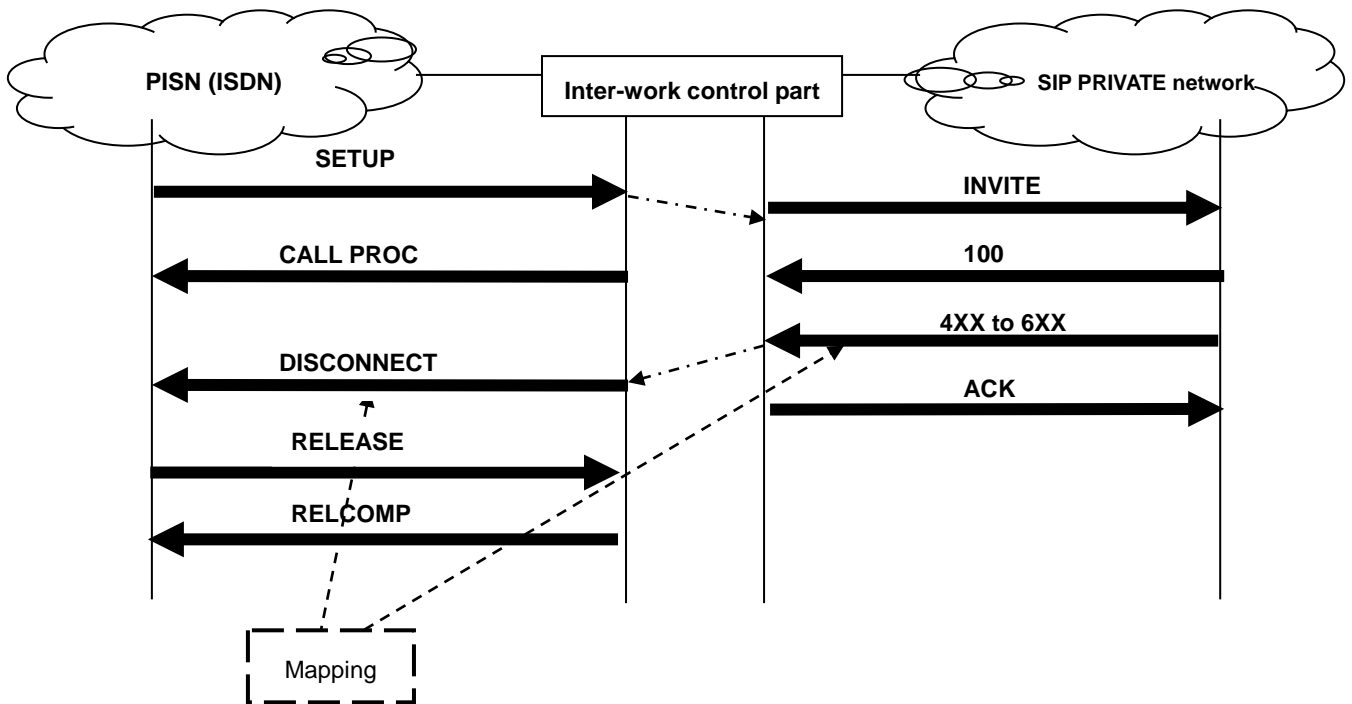 PISN (ISDN)
Inter-work control part
SIP PRIVATE network
SETUP
INVITE
CALL PROC
100
4XX to 6XX
DISCONNECT
ACK
RELEASE
RELCOMP
Mapping